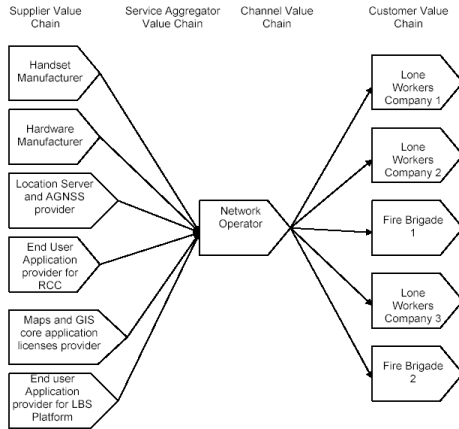 Supplier Value
Chain
Service Aggregator
Value Chain
Channel Value
Chain
Customer Value
Chain
Handset
Manufacturer
Hardware
Manufacturer
Location Server
and AGNSS
provider
End User
Application
provider for
RCC
Maps and GIS
core application
licenses provider
End user
Application
provider for LBS
Platform
Network
Operator
Lone
Workers
Company 1
Lone
Workers
Company 2
Fire Brigade
1
Lone
Workers
Company 3
Fire Brigade
2